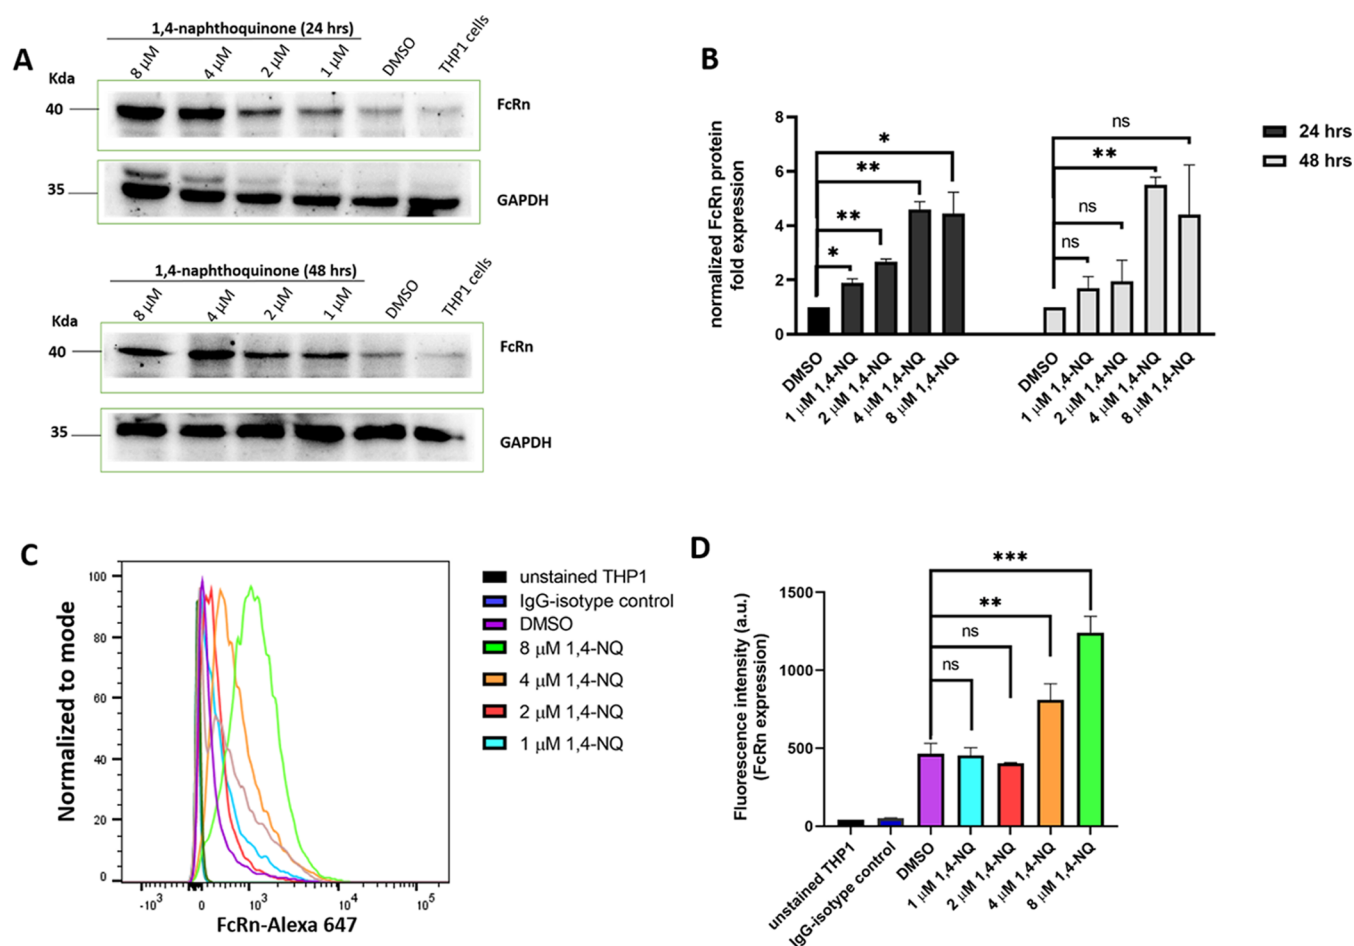 A
1,4-naphthoquinone (24 hrs)
8 μM
4 μM
2 μM
1 μM
DMSO
THP1 cells
Kda
40
FcRn
35
GAPDH
1,4-naphthoquinone (48 hrs)
8 μM
4 μM
2 μM
1 μM
DMSO
THP1 cells
Kda
40
FcRn
35
GAPDH
B
normalized FcRn protein
fold expression
8
6
4
2
0
*
**
**
*
ns
**
ns
ns
24 hrs
48 hrs
DMSO
1 μM 1,4-NQ
2 μM 1,4-NQ
4 μM 1,4-NQ
8 μM 1,4-NQ
DMSO
1 μM 1,4-NQ
2 μM 1,4-NQ
4 μM 1,4-NQ
8 μM 1,4-NQ
C
Normalized to mode
100
80
60
40
20
0
-10³
0
10³
10⁴
10⁵
FcRn-Alexa 647
unstained THP1
IgG-isotype control
DMSO
8 μM 1,4-NQ
4 μM 1,4-NQ
2 μM 1,4-NQ
1 μM 1,4-NQ
D
Fluorescence intensity (a.u.)
(FcRn expression)
1500
1000
500
0
***
**
ns
ns
unstained THP1
IgG-isotype control
DMSO
1 μM 1,4-NQ
2 μM 1,4-NQ
4 μM 1,4-NQ
8 μM 1,4-NQ